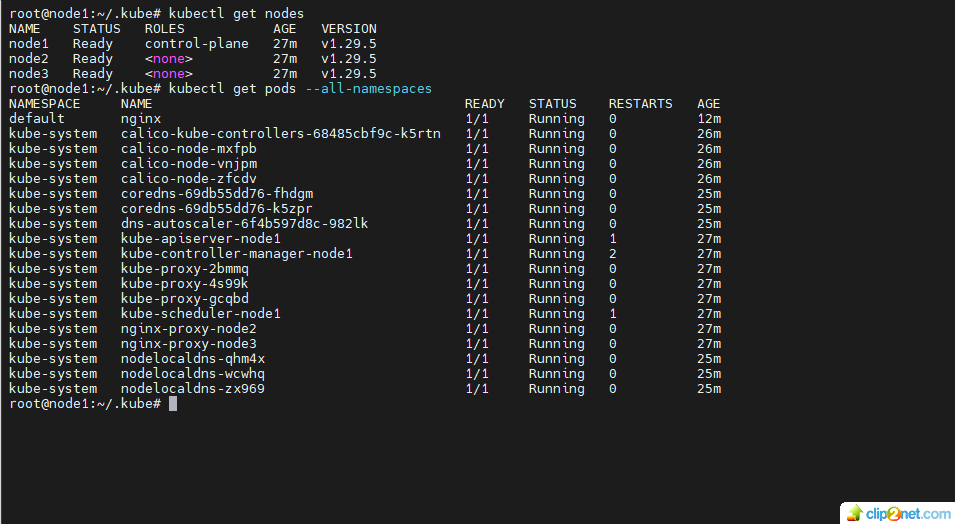 root@node1:~/.kube# kubectl get nodes
NAME    STATUS   ROLES           AGE   VERSION
node1   Ready    control-plane   27m   v1.29.5
node2   Ready    <none>          27m   v1.29.5
node3   Ready    <none>          27m   v1.29.5
root@node1:~/.kube# kubectl get pods --all-namespaces
NAMESPACE     NAME                                       READY   STATUS    RESTARTS   AGE
default       nginx                                      1/1     Running   0          12m
kube-system   calico-kube-controllers-68485cbf9c-k5rtn   1/1     Running   0          26m
kube-system   calico-node-mxfpb                          1/1     Running   0          26m
kube-system   calico-node-vnjpm                          1/1     Running   0          26m
kube-system   calico-node-zfcdv                          1/1     Running   0          26m
kube-system   coredns-69db55dd76-fhdgm                   1/1     Running   0          25m
kube-system   coredns-69db55dd76-k5zpr                   1/1     Running   0          25m
kube-system   dns-autoscaler-6f4b597d8c-982lk            1/1     Running   0          25m
kube-system   kube-apiserver-node1                       1/1     Running   1          27m
kube-system   kube-controller-manager-node1              1/1     Running   2          27m
kube-system   kube-proxy-2bmmq                           1/1     Running   0          27m
kube-system   kube-proxy-4s99k                           1/1     Running   0          27m
kube-system   kube-proxy-gcqbd                           1/1     Running   0          27m
kube-system   kube-scheduler-node1                       1/1     Running   1          27m
kube-system   nginx-proxy-node2                          1/1     Running   0          27m
kube-system   nginx-proxy-node3                          1/1     Running   0          27m
kube-system   nodelocaldns-qhm4x                         1/1     Running   0          25m
kube-system   nodelocaldns-wcwhq                         1/1     Running   0          25m
kube-system   nodelocaldns-zx969                         1/1     Running   0          25m
root@node1:~/.kube#
clip2net.com